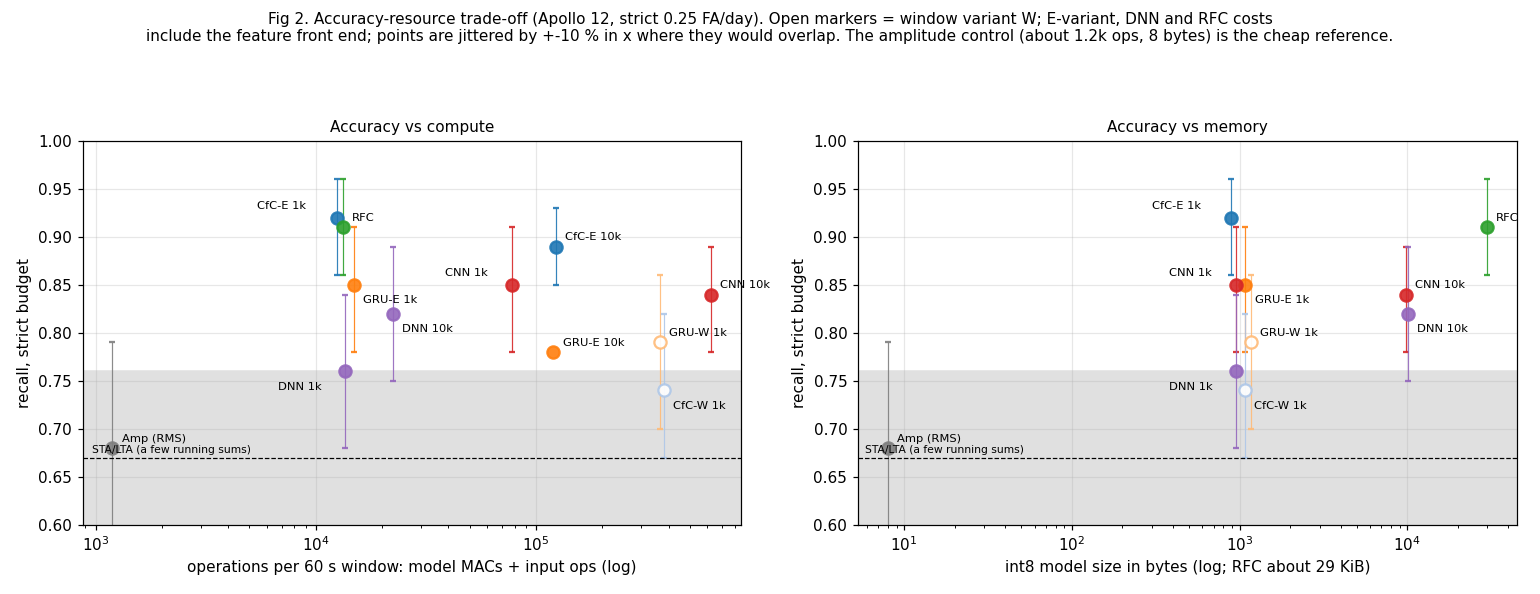 Fig 2. Accuracy-resource trade-off (Apollo 12, strict 0.25 FA/day). Open markers = window variant W; E-variant, DNN and RFC costs
include the feature front end; points are jittered by +-10 % in x where they would overlap. The amplitude control (about 1.2k ops, 8 bytes) is the cheap reference.
Accuracy vs compute
recall, strict budget
1.00
0.95
0.90
0.85
0.80
0.75
0.70
0.65
0.60
CfC-E 1k
RFC
CfC-E 10k
CNN 1k
CNN 10k
GRU-E 1k
DNN 10k
GRU-W 1k
GRU-E 10k
DNN 1k
CfC-W 1k
Amp (RMS)
STA/LTA (a few running sums)
10³
10⁴
10⁵
operations per 60 s window: model MACs + input ops (log)
Accuracy vs memory
recall, strict budget
1.00
0.95
0.90
0.85
0.80
0.75
0.70
0.65
0.60
CfC-E 1k
RFC
CNN 1k
CNN 10k
GRU-E 1k
DNN 10k
GRU-W 1k
DNN 1k
CfC-W 1k
Amp (RMS)
STA/LTA (a few running sums)
10¹
10²
10³
10⁴
int8 model size in bytes (log; RFC about 29 KiB)